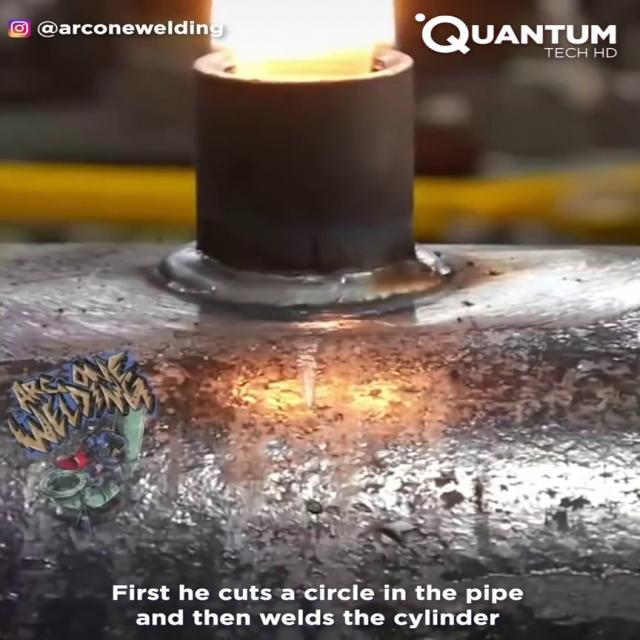 @arconewelding
QUANTUM
TECH HD
ARC ONE
WELDING
First he cuts a circle in the pipe
and then welds the cylinder